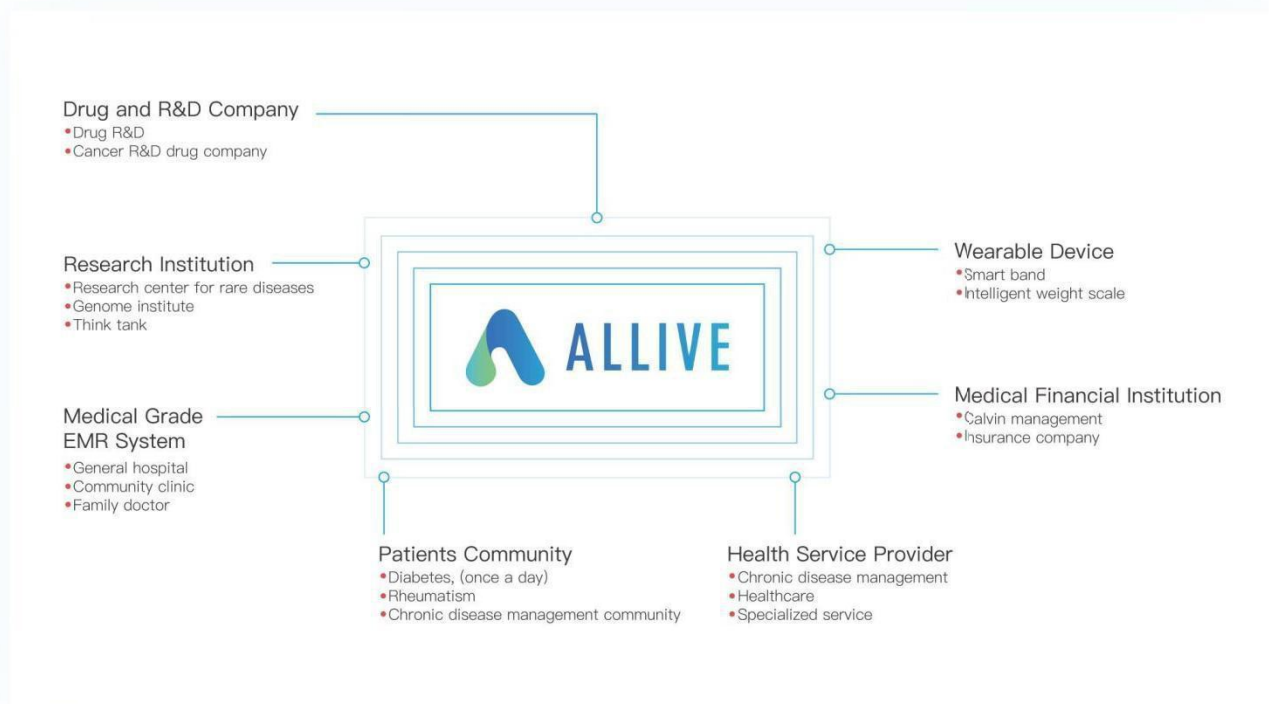 Drug and R&D Company
•Drug R&D
•Cancer R&D drug company
Research Institution
•Research center for rare diseases
•Genome institute
•Think tank
Medical Grade
EMR System
•General hospital
•Community clinic
•Family doctor
ALLIVE
Wearable Device
•Smart band
•Intelligent weight scale
Medical Financial Institution
•Calvin management
•Insurance company
Patients Community
•Diabetes, (once a day)
•Rheumatism
•Chronic disease management community
Health Service Provider
•Chronic disease management
•Healthcare
•Specialized service